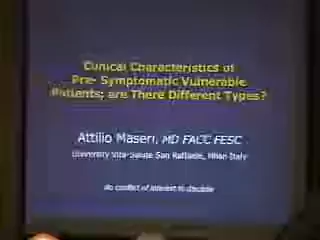 Clinical Characteristics of
Pre- Symptomatic Vulnerable
Patients; are There Different Types?
Attilio Maseri, MD FACC FESC
University Vita-Salute San Raffaele, Milan Italy
No conflict of interest to disclose